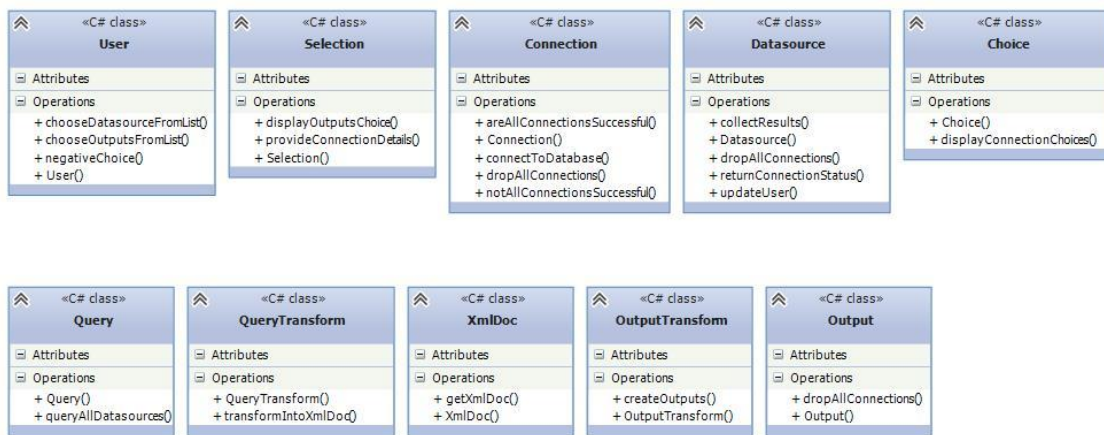 «C# class»
User
Attributes
Operations
+ chooseDatasourceFromList()
+ chooseOutputsFromList()
+ negativeChoice()
+ User()
«C# class»
Selection
Attributes
Operations
+ displayOutputsChoice()
+ provideConnectionDetails()
+ Selection()
«C# class»
Connection
Attributes
Operations
+ areAllConnectionsSuccessful()
+ Connection()
+ connectToDatabase()
+ dropAllConnections()
+ notAllConnectionsSuccessful()
«C# class»
Datasource
Attributes
Operations
+ collectResults()
+ Datasource()
+ dropAllConnections()
+ returnConnectionStatus()
+ updateUser()
«C# class»
Choice
Attributes
Operations
+ Choice()
+ displayConnectionChoices()
«C# class»
Query
Attributes
Operations
+ Query()
+ queryAllDatasources()
«C# class»
QueryTransform
Attributes
Operations
+ QueryTransform()
+ transformIntoXmlDoc()
«C# class»
XmlDoc
Attributes
Operations
+ getXmlDoc()
+ XmlDoc()
«C# class»
OutputTransform
Attributes
Operations
+ createOutputs()
+ OutputTransform()
«C# class»
Output
Attributes
Operations
+ dropAllConnections()
+ Output()